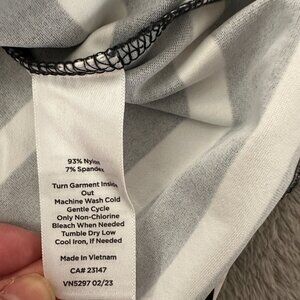 93% Nylon
7% Spandex
Turn Garment Inside
Out
Machine Wash Cold
Gentle Cycle
Only Non-Chlorine
Bleach When Needed
Tumble Dry Low
Cool Iron, If Needed
Made in Vietnam
CA# 23147
VN5297 02/23